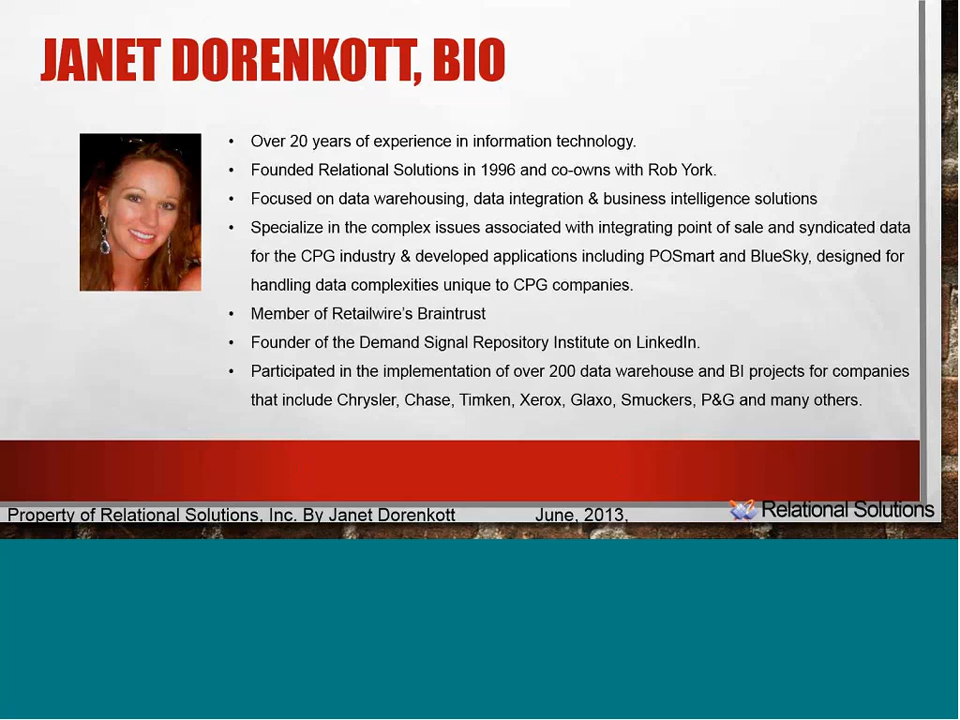 JANET DORENKOTT, BIO
• Over 20 years of experience in information technology.
• Founded Relational Solutions in 1996 and co-owns with Rob York.
• Focused on data warehousing, data integration & business intelligence solutions
• Specialize in the complex issues associated with integrating point of sale and syndicated data
for the CPG industry & developed applications including POSmart and BlueSky, designed for
handling data complexities unique to CPG companies.
• Member of Retailwire's Braintrust
• Founder of the Demand Signal Repository Institute on LinkedIn.
• Participated in the implementation of over 200 data warehouse and BI projects for companies
that include Chrysler, Chase, Timken, Xerox, Glaxo, Smuckers, P&G and many others.
Property of Relational Solutions, Inc. By Janet Dorenkott June, 2013,
Relational Solutions